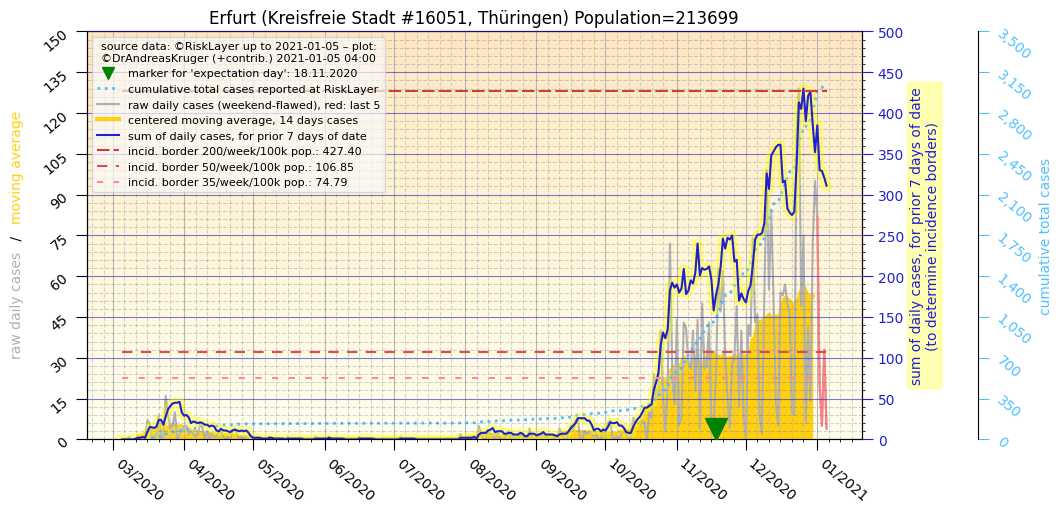 Erfurt (Kreisfreie Stadt #16051, Thüringen) Population=213699
source data: ©RiskLayer up to 2021-01-05 – plot:
©DrAndreasKruger (+contrib.) 2021-01-05 04:00
marker for 'expectation day': 18.11.2020
cumulative total cases reported at RiskLayer
raw daily cases (weekend-flawed), red: last 5
centered moving average, 14 days cases
sum of daily cases, for prior 7 days of date
incid. border 200/week/100k pop.: 427.40
incid. border 50/week/100k pop.: 106.85
incid. border 35/week/100k pop.: 74.79
raw daily cases / moving average
150
135
120
105
90
75
60
45
30
15
0
03/2020
04/2020
05/2020
06/2020
07/2020
08/2020
09/2020
10/2020
11/2020
12/2020
01/2021
500
450
400
350
300
250
200
150
100
50
0
sum of daily cases, for prior 7 days of date
(to determine incidence borders)
3,500
3,150
2,800
2,450
2,100
1,750
1,400
1,050
700
350
0
cumulative total cases